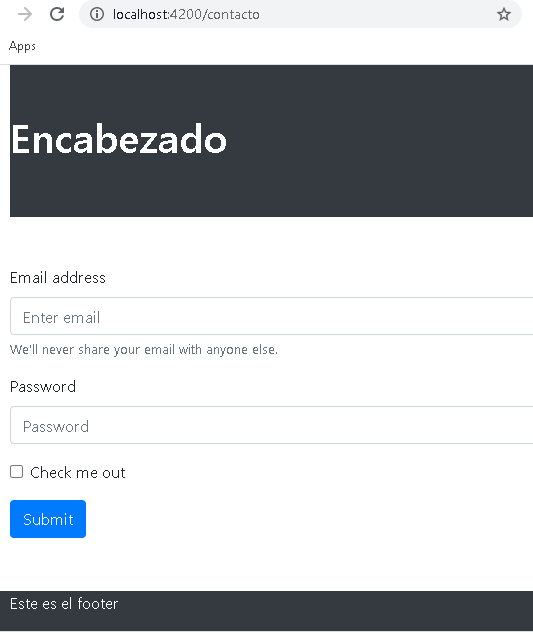 localhost:4200/contacto
Apps
Encabezado
Email address
Enter email
We'll never share your email with anyone else.
Password
Password
Check me out
Submit
Este es el footer